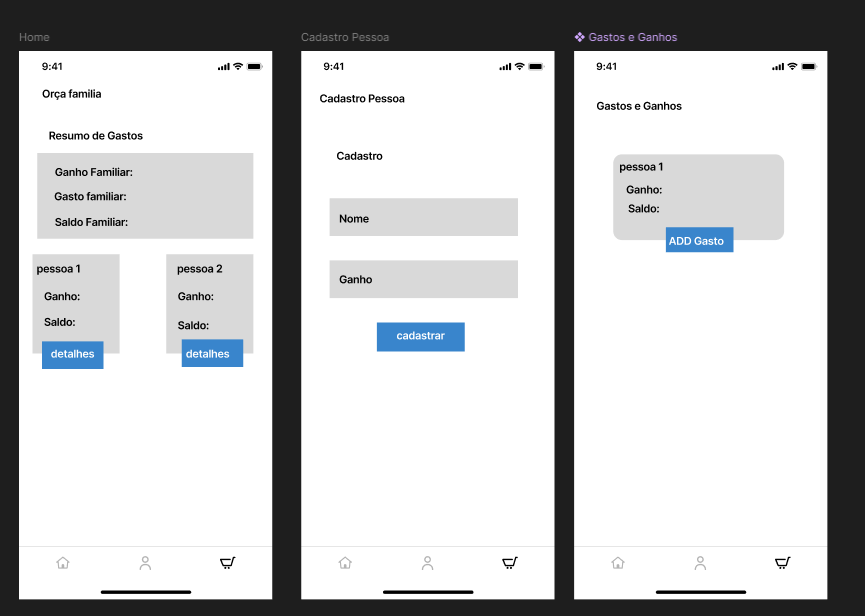 Home
9:41
Orça familia
Resumo de Gastos
Ganho Familiar:
Gasto familiar:
Saldo Familiar:
pessoa 1
Ganho:
Saldo:
detalhes
pessoa 2
Ganho:
Saldo:
detalhes
Cadastro Pessoa
9:41
Cadastro Pessoa
Cadastro
Nome
Ganho
cadastrar
Gastos e Ganhos
9:41
Gastos e Ganhos
pessoa 1
Ganho:
Saldo:
ADD Gasto